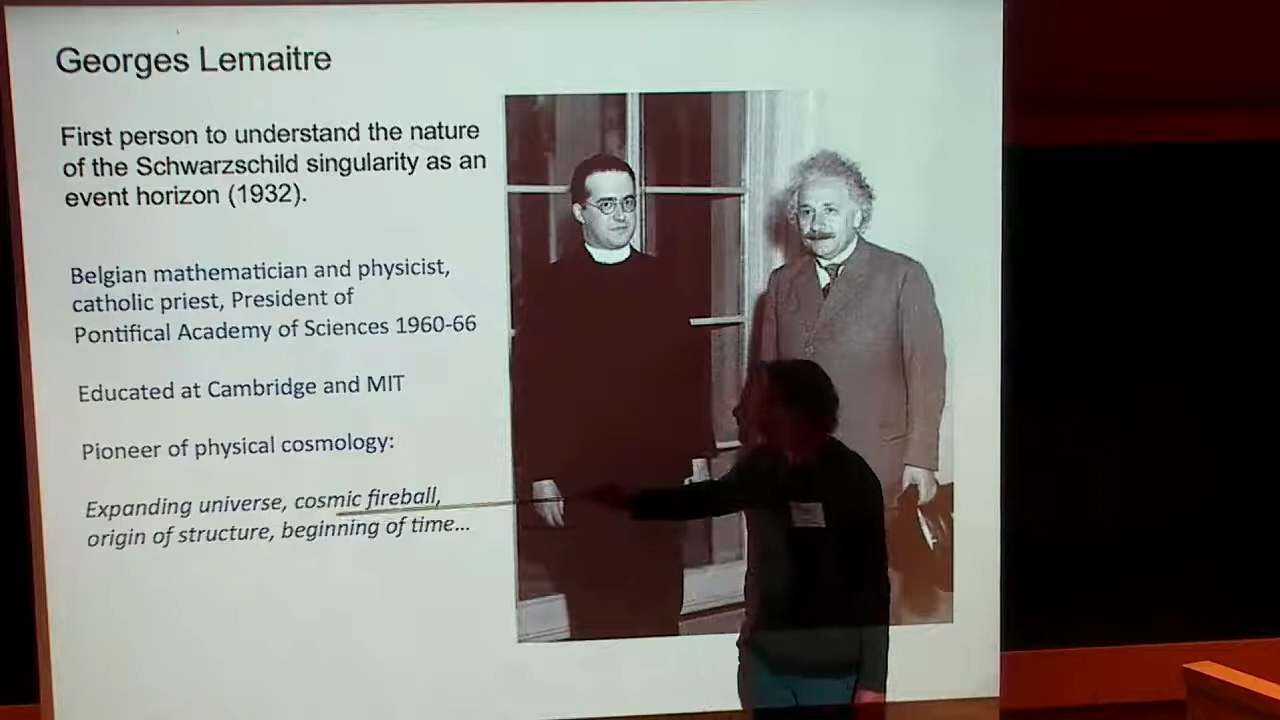 Georges Lemaitre
First person to understand the nature
of the Schwarzschild singularity as an
event horizon (1932).
Belgian mathematician and physicist,
catholic priest, President of
Pontifical Academy of Sciences 1960-66
Educated at Cambridge and MIT
Pioneer of physical cosmology:
Expanding universe, cosmic fireball,
origin of structure, beginning of time...